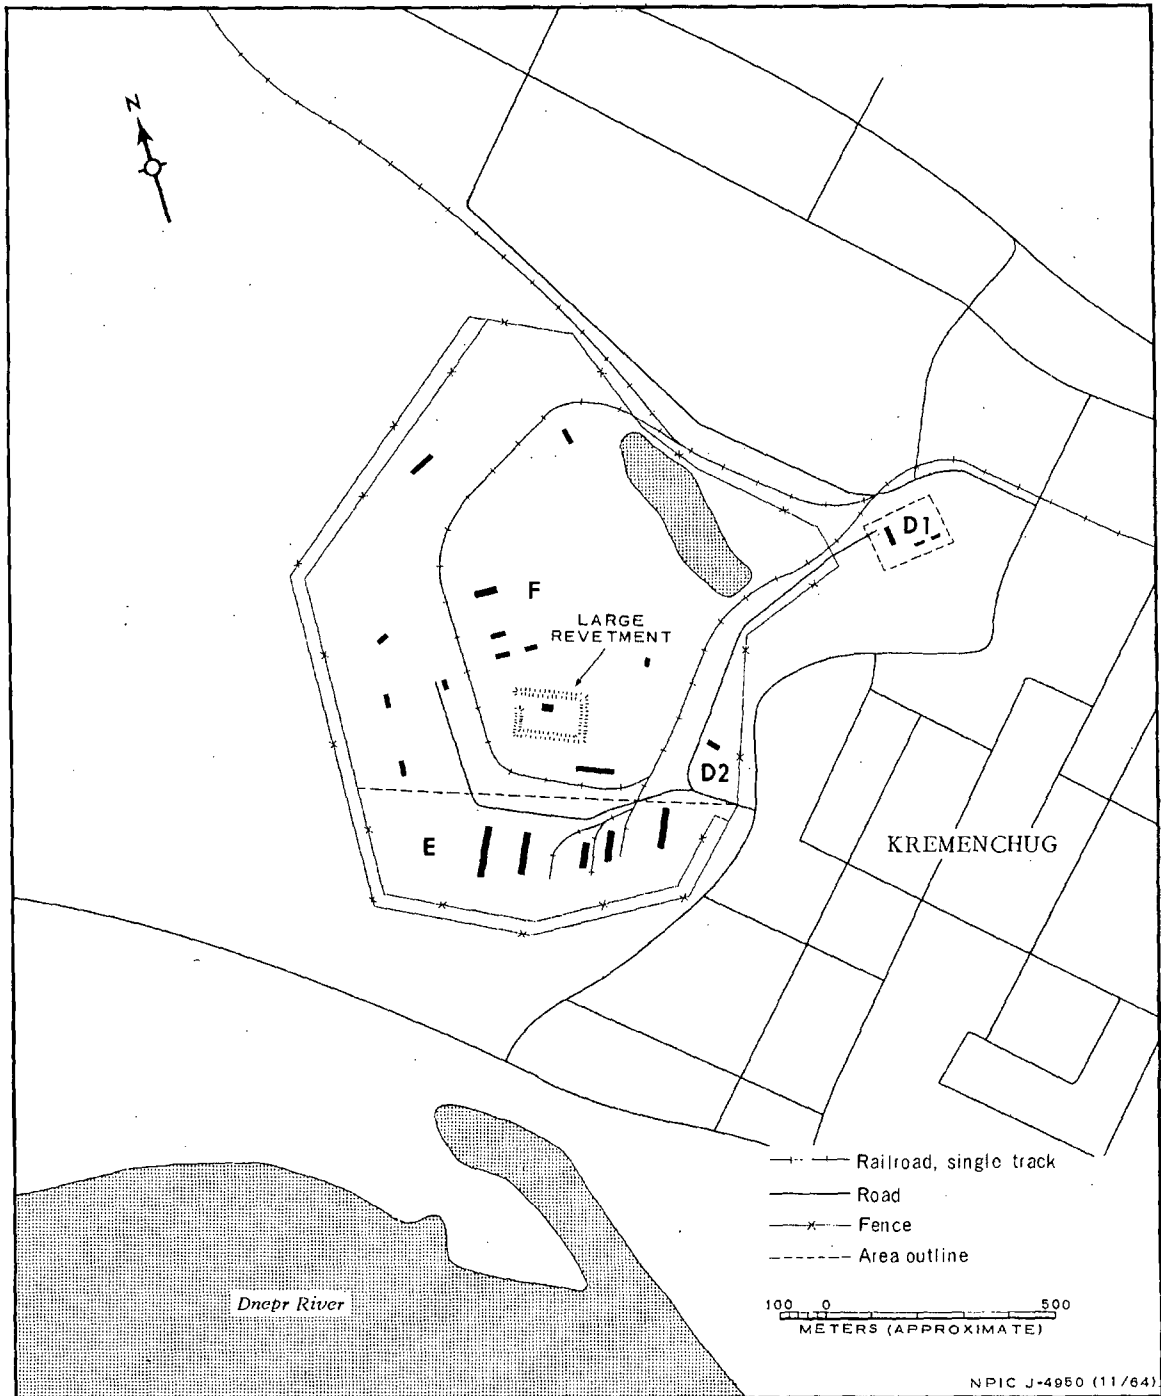 N
D1
F
LARGE
REVETMENT
D2
E
KREMENCHUG
Railroad, single track
Road
Fence
Area outline
Dnepr River
100 0 500
METERS (APPROXIMATE)
NPIC J-4950 (11/64)